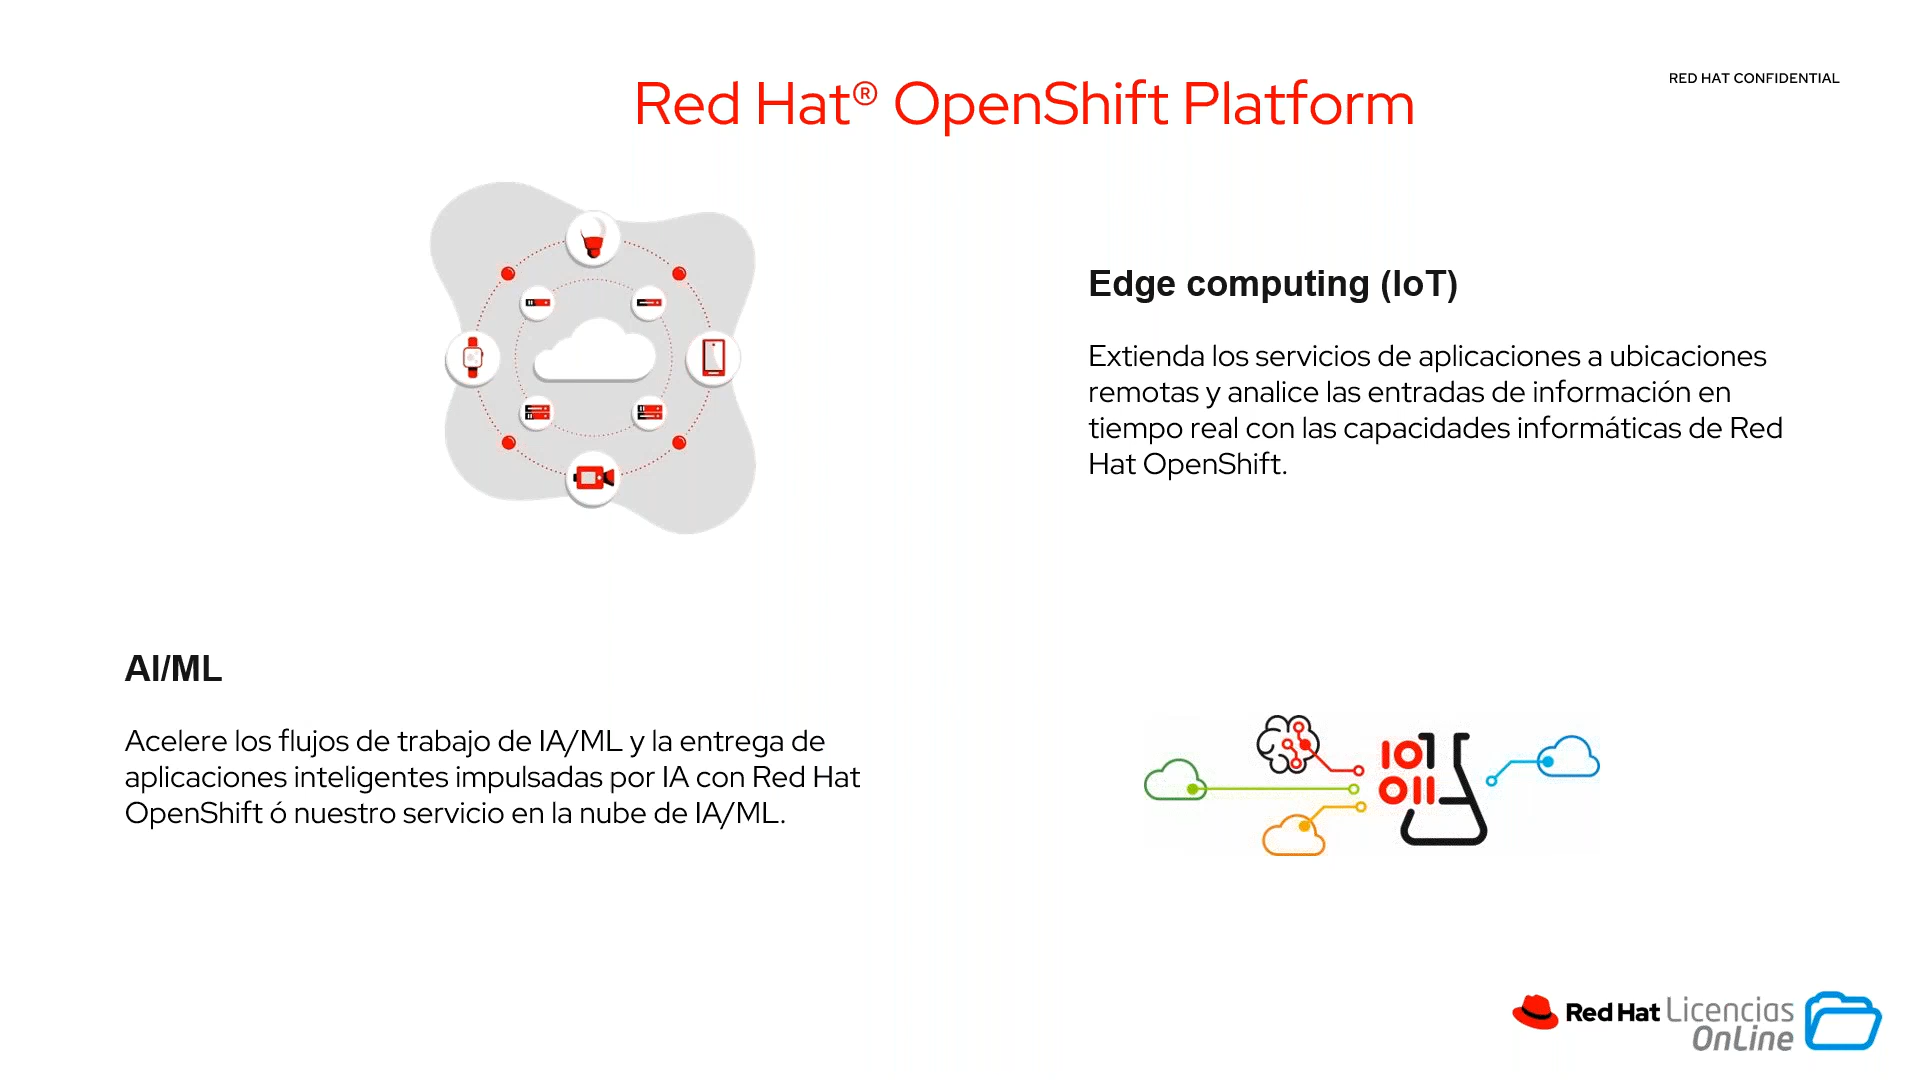 Red Hat® OpenShift Platform
RED HAT CONFIDENTIAL
Edge computing (IoT)
Extienda los servicios de aplicaciones a ubicaciones
remotas y analice las entradas de información en
tiempo real con las capacidades informáticas de Red
Hat OpenShift.
AI/ML
Acelere los flujos de trabajo de IA/ML y la entrega de
aplicaciones inteligentes impulsadas por IA con Red Hat
OpenShift ó nuestro servicio en la nube de IA/ML.
101
011
Red Hat
Licencias
OnLine